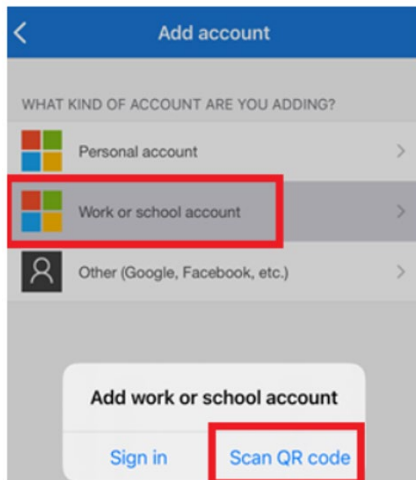 Add account
WHAT KIND OF ACCOUNT ARE YOU ADDING?
Personal account
Work or school account
Other (Google, Facebook, etc.)
Add work or school account
Sign in Scan QR code